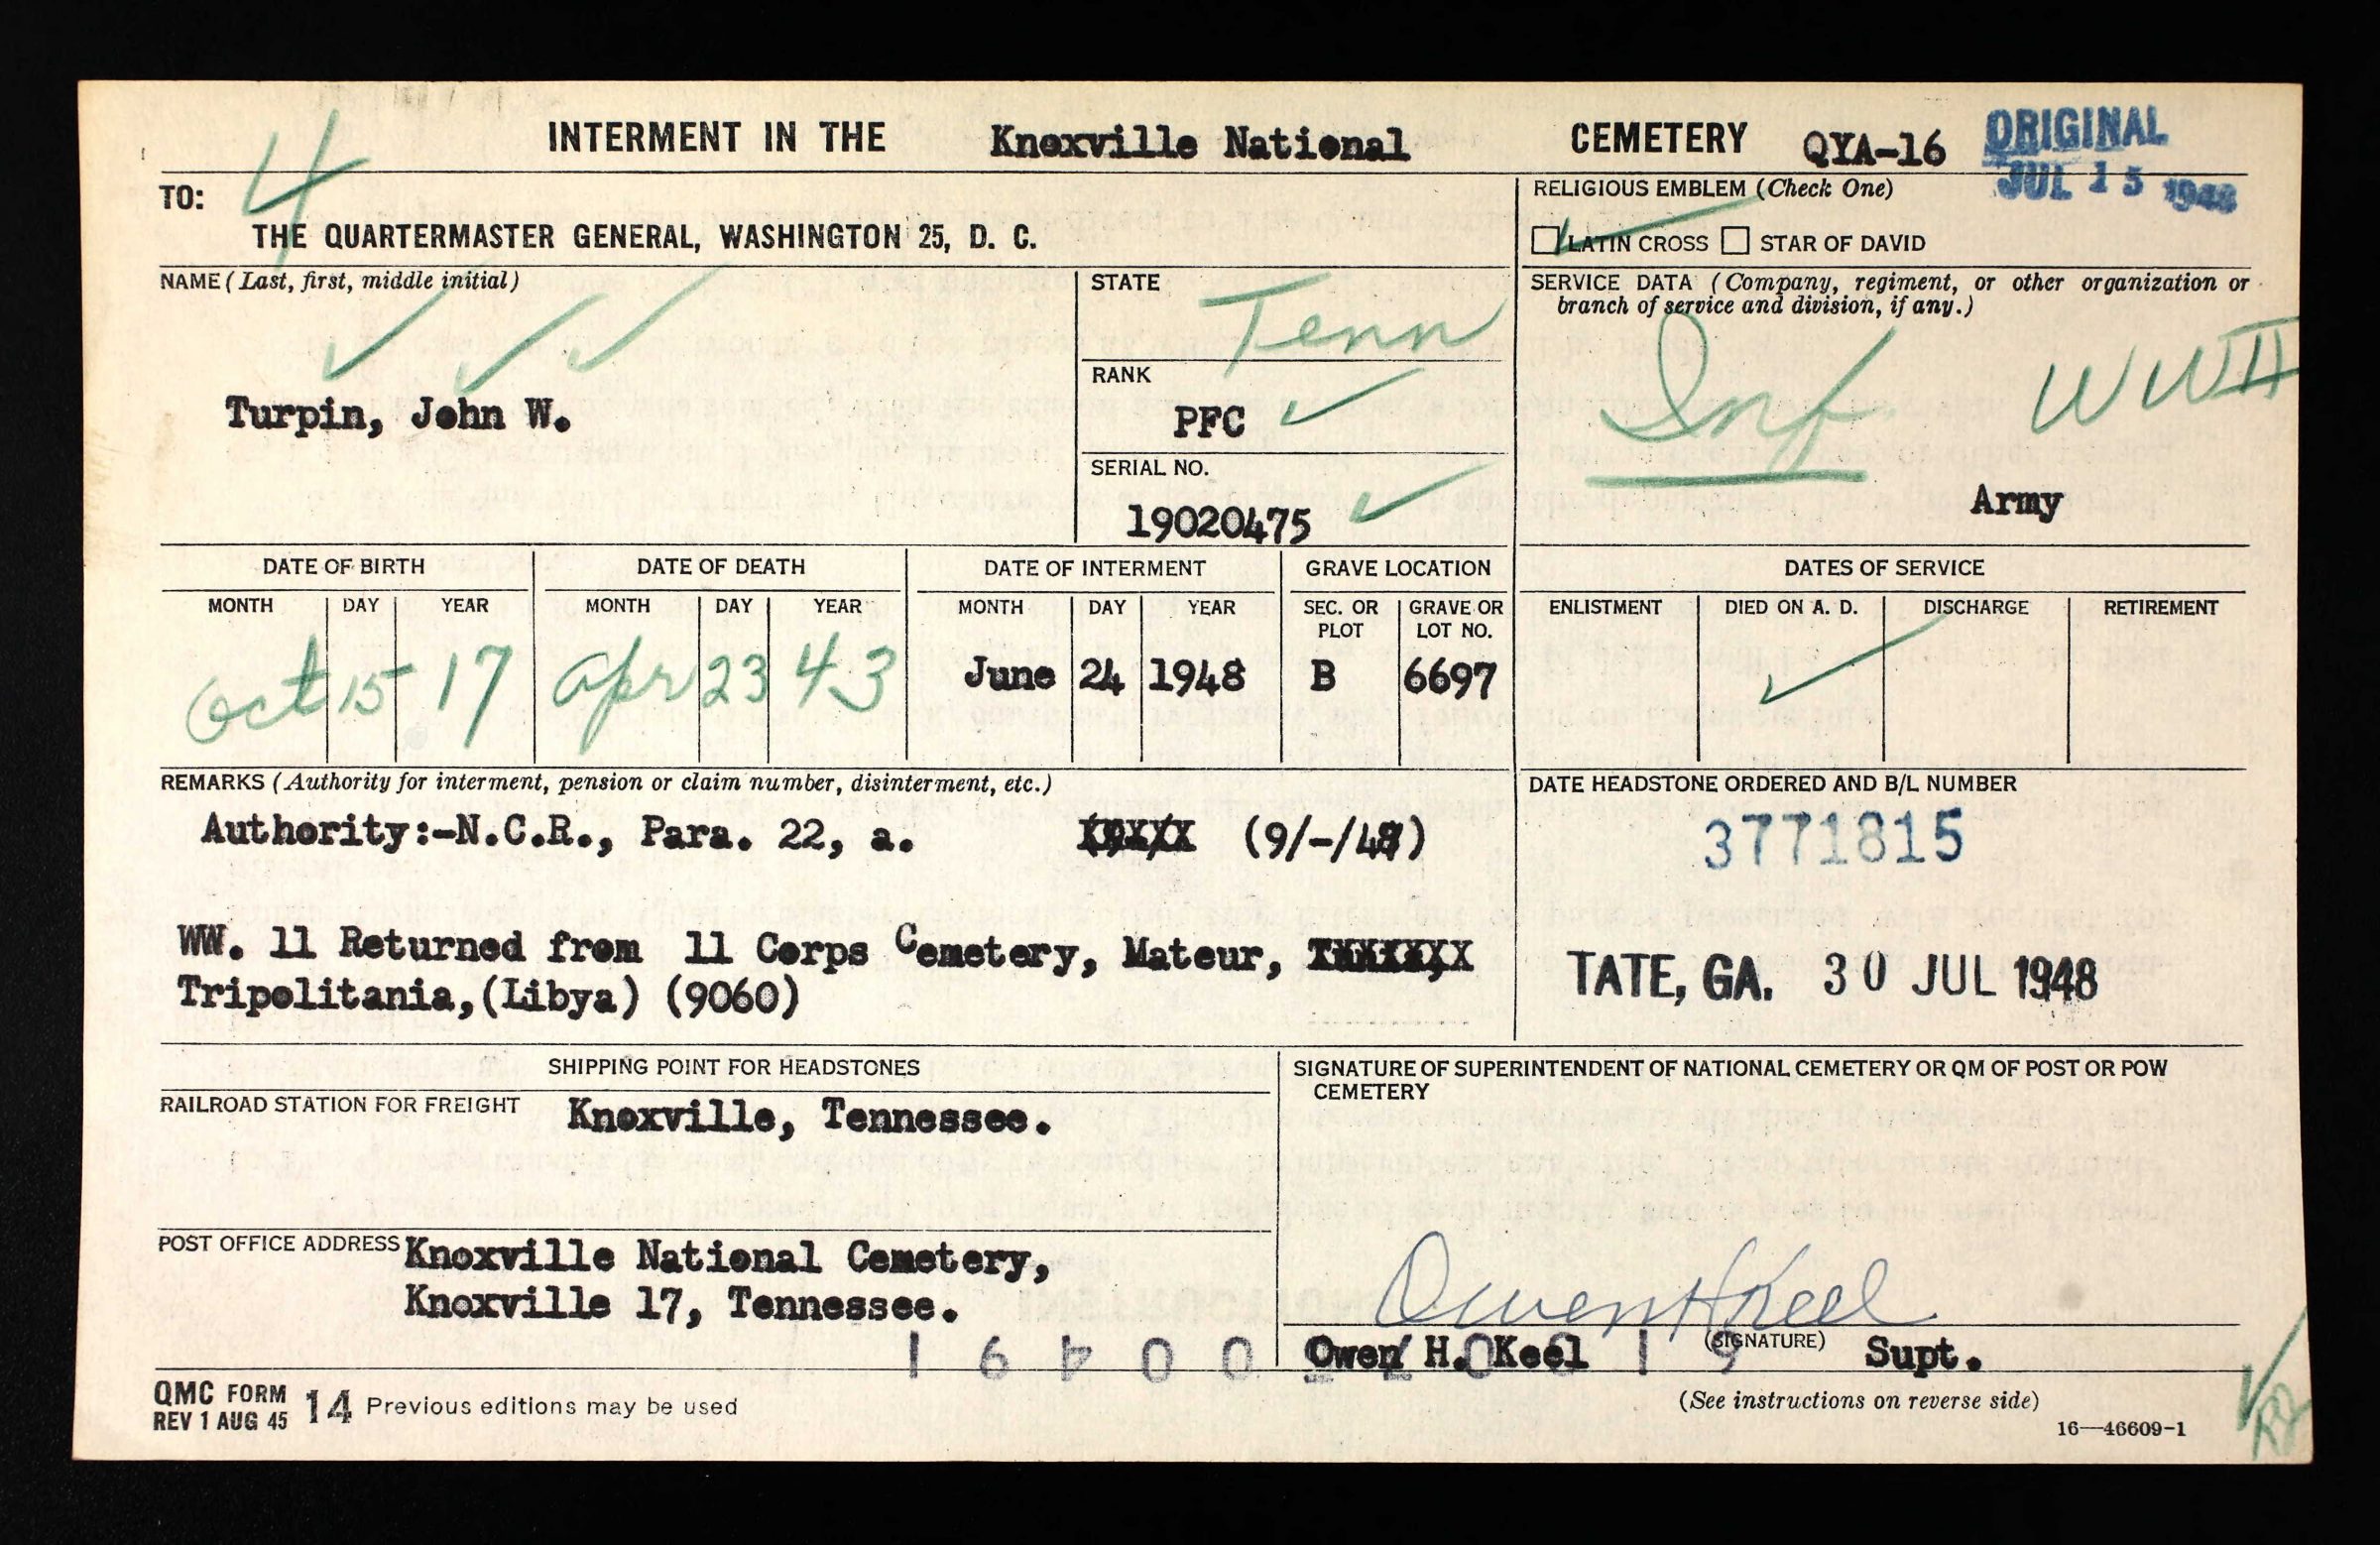 INTERMENT IN THE Knoxville National CEMETERY QYA-16 ORIGINAL
JUL 15 1948
4
TO:
THE QUARTERMASTER GENERAL, WASHINGTON 25, D. C.
RELIGIOUS EMBLEM (Check One)
LATIN CROSS STAR OF DAVID
NAME (Last, first, middle initial)
Turpin, John W.
STATE
Tenn
RANK
PFC
SERIAL NO.
19020475
SERVICE DATA (Company, regiment, or other organization or
branch of service and division, if any.)
Inf WWII
Army
DATE OF BIRTH DATE OF DEATH DATE OF INTERMENT GRAVE LOCATION DATES OF SERVICE
MONTH DAY YEAR MONTH DAY YEAR MONTH DAY YEAR SEC. OR PLOT GRAVE OR LOT NO. ENLISTMENT DIED ON A. D. DISCHARGE RETIREMENT
Oct 15 17 Apr 23 43 June 24 1948 B 6697
REMARKS (Authority for interment, pension or claim number, disinterment, etc.)
Authority:-N.C.R., Para. 22, a. (9/-/47)
WW. 11 Returned from 11 Corps Cemetery, Mateur,
Tripolitania,(Libya) (9060)
DATE HEADSTONE ORDERED AND B/L NUMBER
3771815
TATE, GA. 30 JUL 1948
SHIPPING POINT FOR HEADSTONES
RAILROAD STATION FOR FREIGHT Knoxville, Tennessee.
POST OFFICE ADDRESS Knoxville National Cemetery,
Knoxville 17, Tennessee.
SIGNATURE OF SUPERINTENDENT OF NATIONAL CEMETERY OR QM OF POST OR POW
CEMETERY
Owen H Keel
(SIGNATURE)
Owen H. Keel Supt.
QMC FORM 14
REV 1 AUG 45
Previous editions may be used
(See instructions on reverse side)
16—46609-1